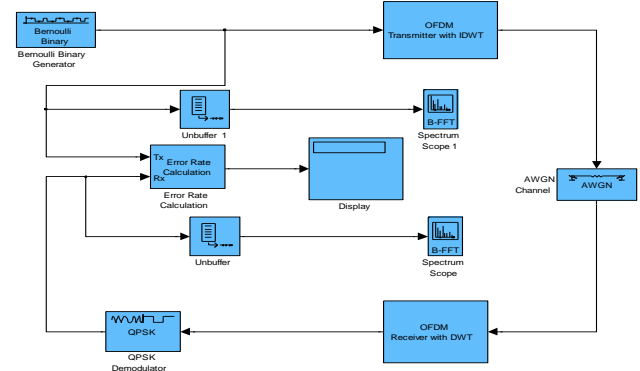 Bernoulli
Binary
Bernoulli Binary
Generator
OFDM
Transmitter with IDWT
Unbuffer 1
B-FFT
Spectrum
Scope 1
Tx
Rx
Error Rate
Calculation
Error Rate
Calculation
Display
AWGN
Channel
AWGN
Unbuffer
B-FFT
Spectrum
Scope
QPSK
QPSK
Demodulator
OFDM
Receiver with DWT